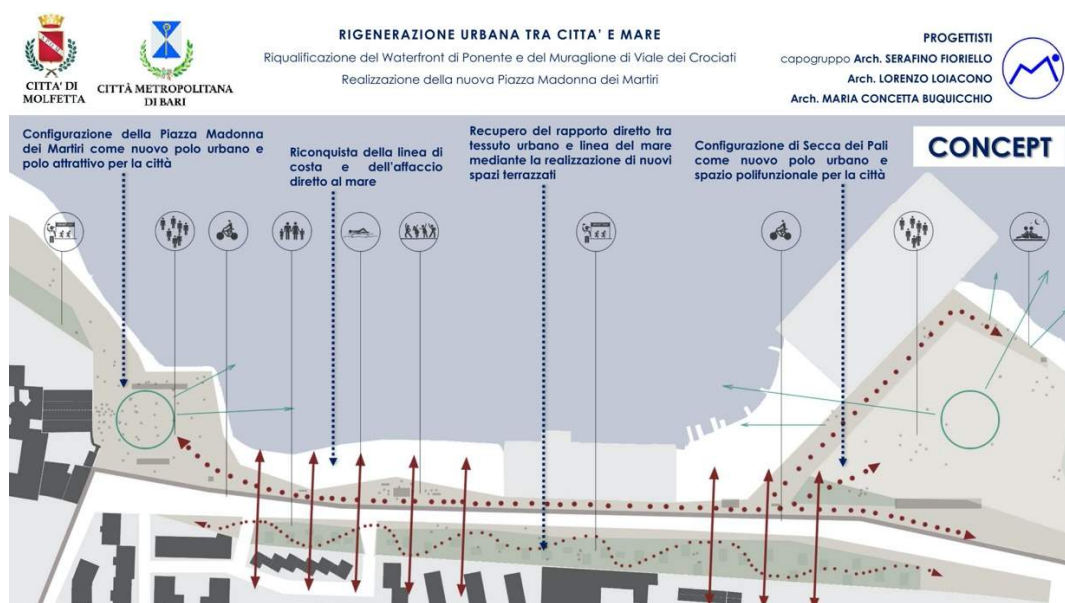 CITTA' DI
MOLFETTA
CITTÀ METROPOLITANA
DI BARI
RIGENERAZIONE URBANA TRA CITTA' E MARE
Riqualificazione del Waterfront di Ponente e del Muraglione di Viale dei Crociati
Realizzazione della nuova Piazza Madonna dei Martiri
PROGETTISTI
capogruppo Arch. SERAFINO FIORIELLO
Arch. LORENZO LOIACONO
Arch. MARIA CONCETTA BUQUICCHIO
CONCEPT
Configurazione della Piazza Madonna
dei Martiri come nuovo polo urbano e
polo attrattivo per la città
Riconquista della linea di
costa e dell'affaccio
diretto al mare
Recupero del rapporto diretto tra
tessuto urbano e linea del mare
mediante la realizzazione di nuovi
spazi terrazzati
Configurazione di Secca dei Pali
come nuovo polo urbano e
spazio polifunzionale per la città